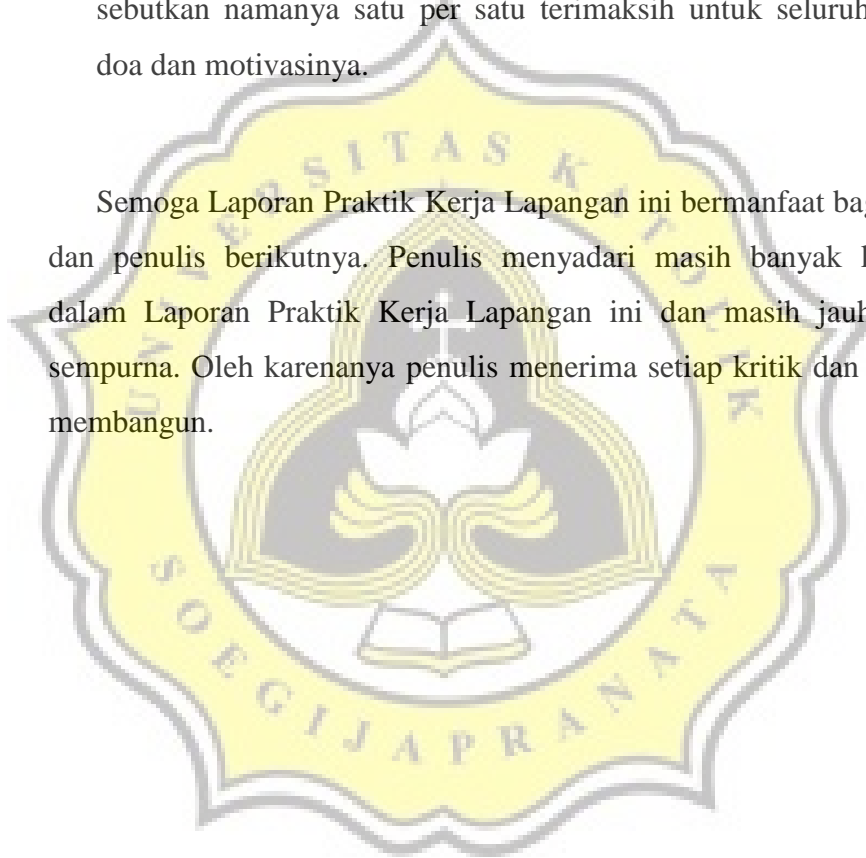 sebutkan namanya satu per satu terimaksih untuk seluruh
doa dan motivasinya.
Semoga Laporan Praktik Kerja Lapangan ini bermanfaat
dan penulis berikutnya. Penulis menyadari masih banyak
dalam Laporan Praktik Kerja Lapangan ini dan masih jauh
sempurna. Oleh karenanya penulis menerima setiap kritik dan
membangun.
UNIVERSITAS KATOLIK
SOEGIJAPRANATA